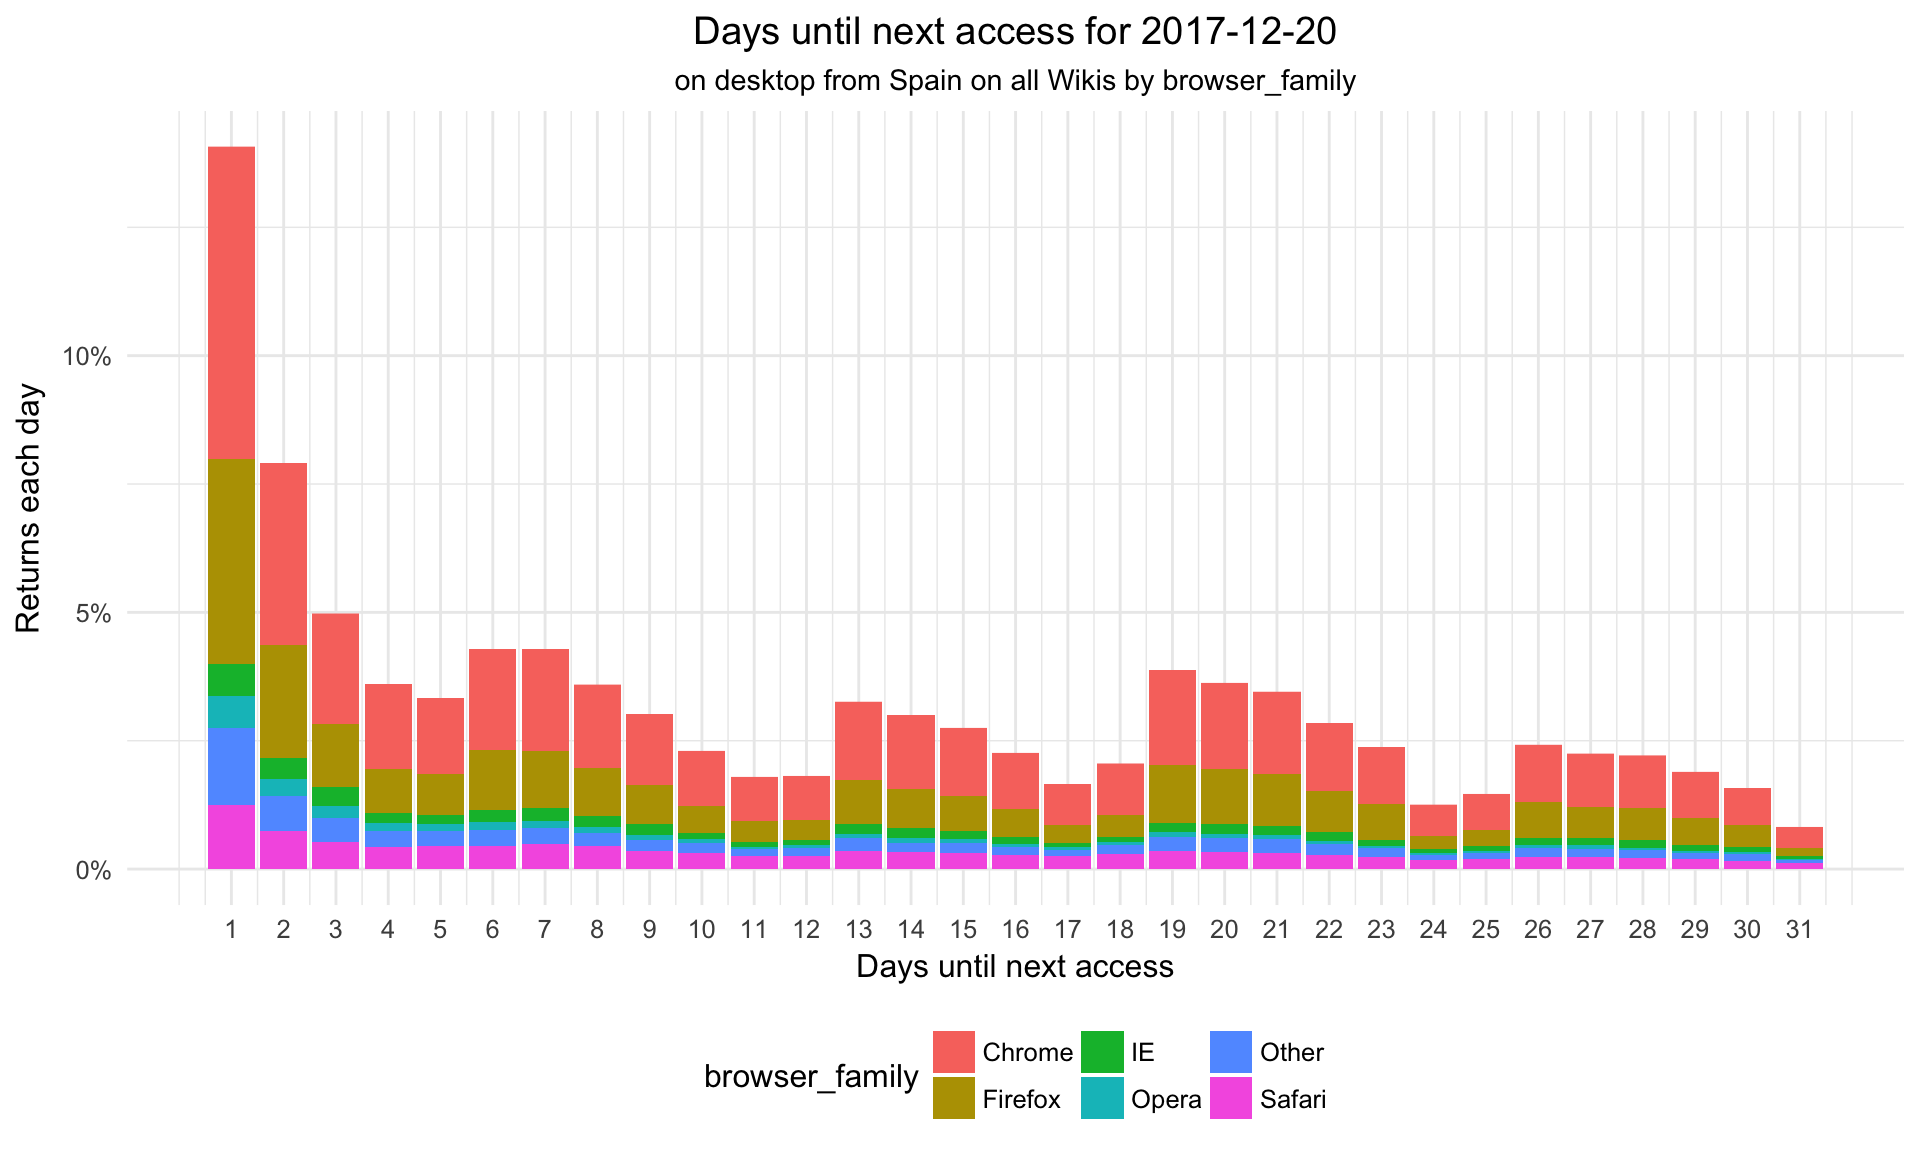 Days until next access for 2017-12-20
on desktop from Spain on all Wikis by browser_family
Returns each day
10%
5%
0%
1 2 3 4 5 6 7 8 9 10 11 12 13 14 15 16 17 18 19 20 21 22 23 24 25 26 27 28 29 30 31
Days until next access
browser_family
Chrome IE Other
Firefox Opera Safari